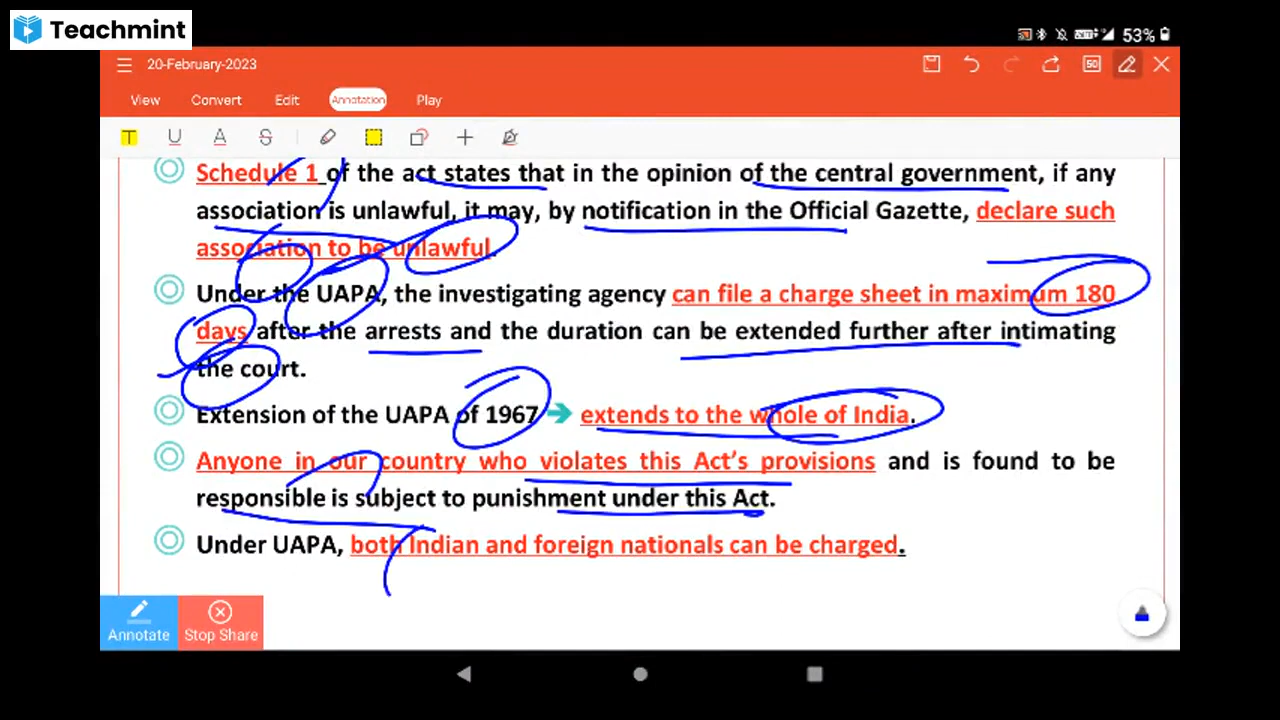 Teachmint
53%
20-February-2023
50
View Convert Edit Annotation Play
T U A S
Schedule 1 of the act states that in the opinion of the central government, if any
association is unlawful, it may, by notification in the Official Gazette, declare such
association to be unlawful.
Under the UAPA, the investigating agency can file a charge sheet in maximum 180
days after the arrests and the duration can be extended further after intimating
the court.
Extension of the UAPA of 1967 → extends to the whole of India.
Anyone in our country who violates this Act's provisions and is found to be
responsible is subject to punishment under this Act.
Under UAPA, both Indian and foreign nationals can be charged.
Annotate Stop Share